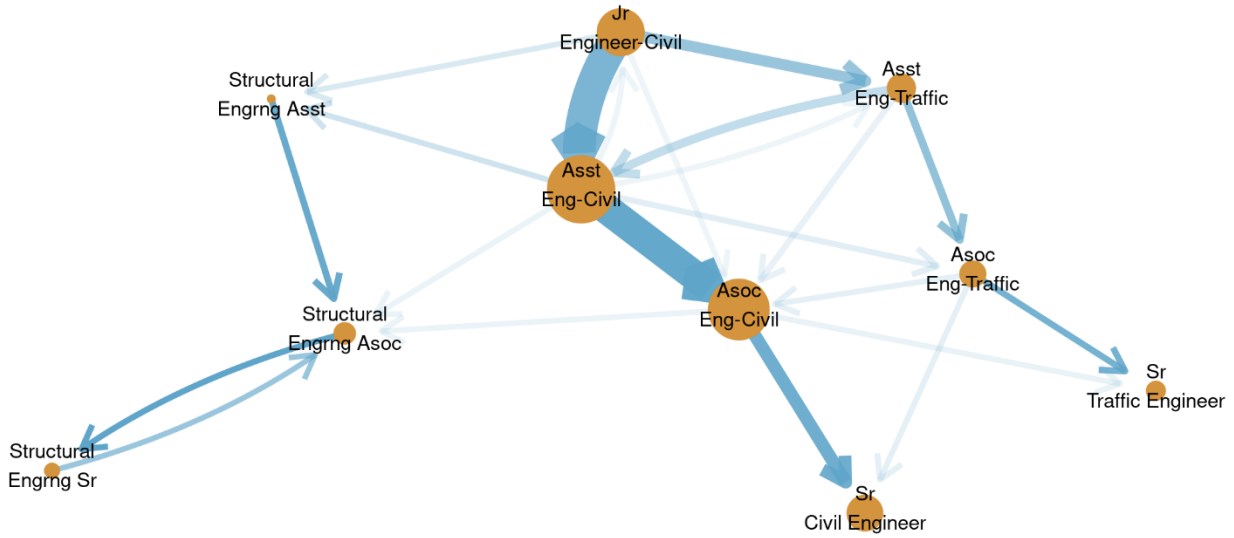 Jr
Engineer-Civil
Structural
Engrng Asst
Asst
Eng-Traffic
Asst
Eng-Civil
Asoc
Eng-Traffic
Asoc
Eng-Civil
Structural
Engrng Asoc
Sr
Traffic Engineer
Structural
Engrng Sr
Sr
Civil Engineer